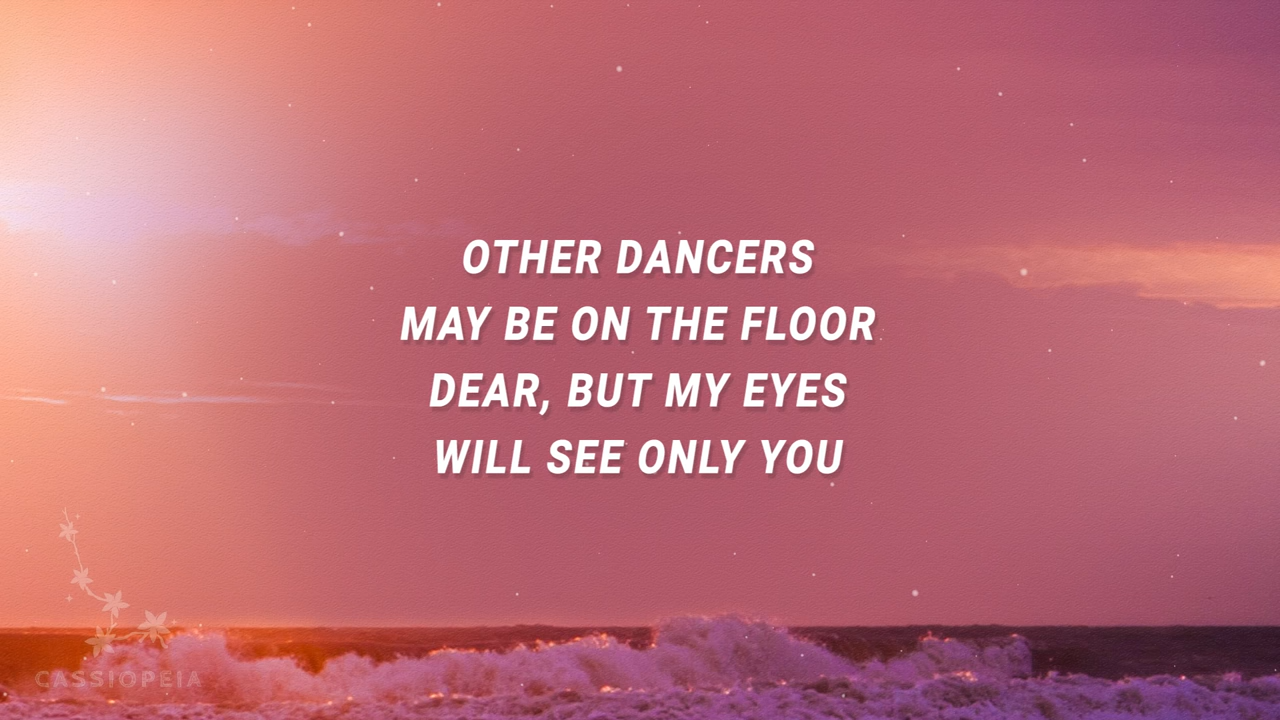 OTHER DANCERS
MAY BE ON THE FLOOR
DEAR, BUT MY EYES
WILL SEE ONLY YOU
CASSIOPEIA